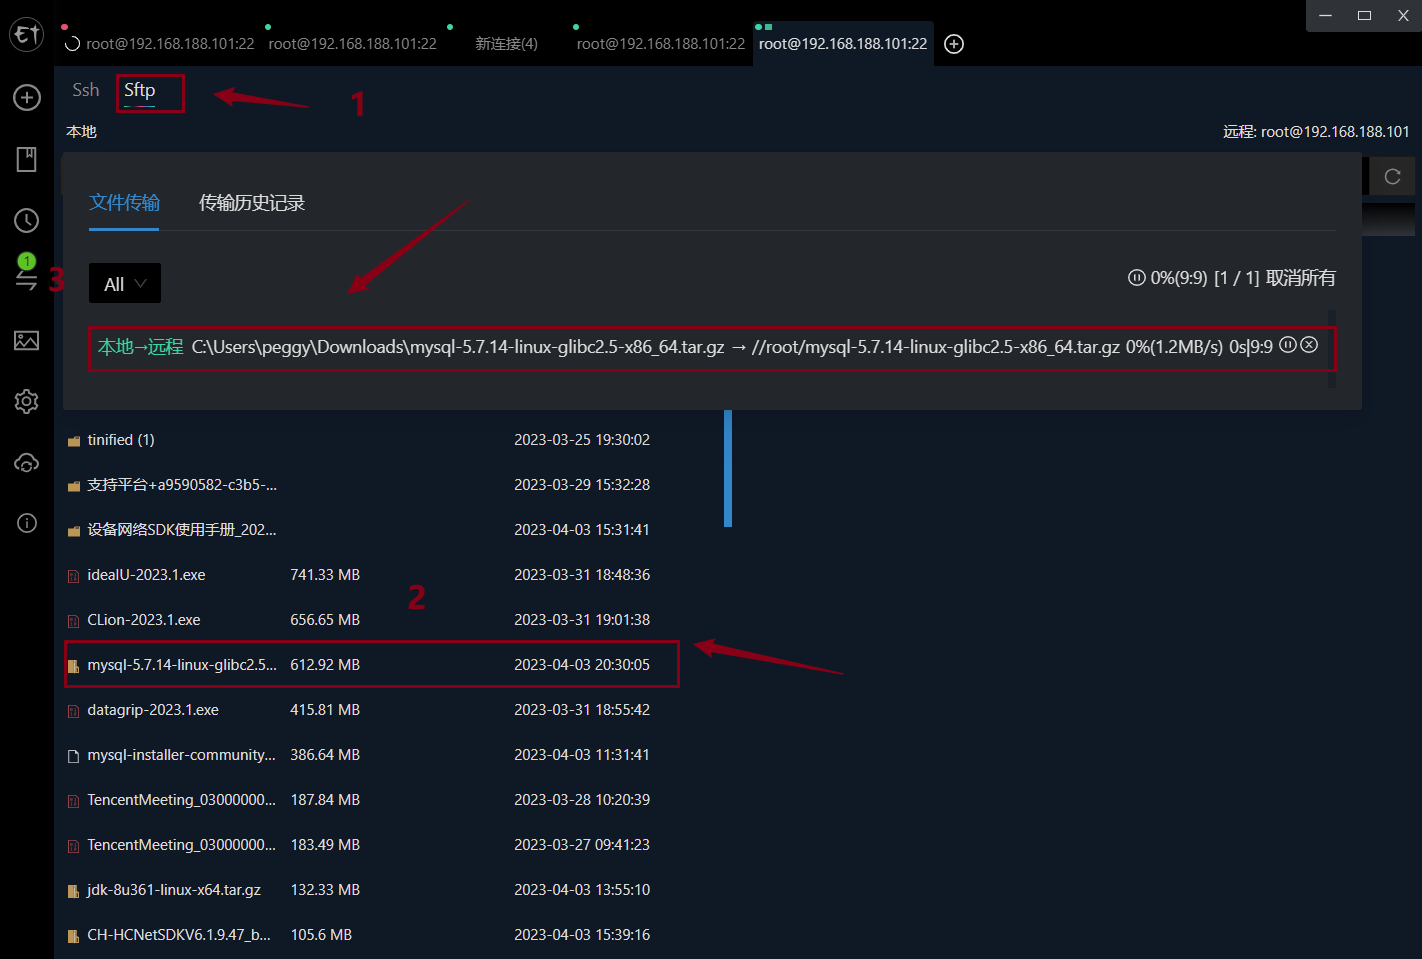 root@192.168.188.101:22 root@192.168.188.101:22 新连接(4) root@192.168.188.101:22 root@192.168.188.101:22
Ssh Sftp 1
本地 远程: root@192.168.188.101
文件传输 传输历史记录
1
3
All 0%(9:9) [1 / 1] 取消所有
本地→远程 C:\Users\peggy\Downloads\mysql-5.7.14-linux-glibc2.5-x86_64.tar.gz → //root/mysql-5.7.14-linux-glibc2.5-x86_64.tar.gz 0%(1.2MB/s) 0s|9:9
tinified (1) 2023-03-25 19:30:02
支持平台+a9590582-c3b5-... 2023-03-29 15:32:28
设备网络SDK使用手册_202... 2023-04-03 15:31:41
ideaIU-2023.1.exe 741.33 MB 2023-03-31 18:48:36
2
CLion-2023.1.exe 656.65 MB 2023-03-31 19:01:38
mysql-5.7.14-linux-glibc2.5... 612.92 MB 2023-04-03 20:30:05
datagrip-2023.1.exe 415.81 MB 2023-03-31 18:55:42
mysql-installer-community... 386.64 MB 2023-04-03 11:31:41
TencentMeeting_03000000... 187.84 MB 2023-03-28 10:20:39
TencentMeeting_03000000... 183.49 MB 2023-03-27 09:41:23
jdk-8u361-linux-x64.tar.gz 132.33 MB 2023-04-03 13:55:10
CH-HCNetSDKV6.1.9.47_b... 105.6 MB 2023-04-03 15:39:16